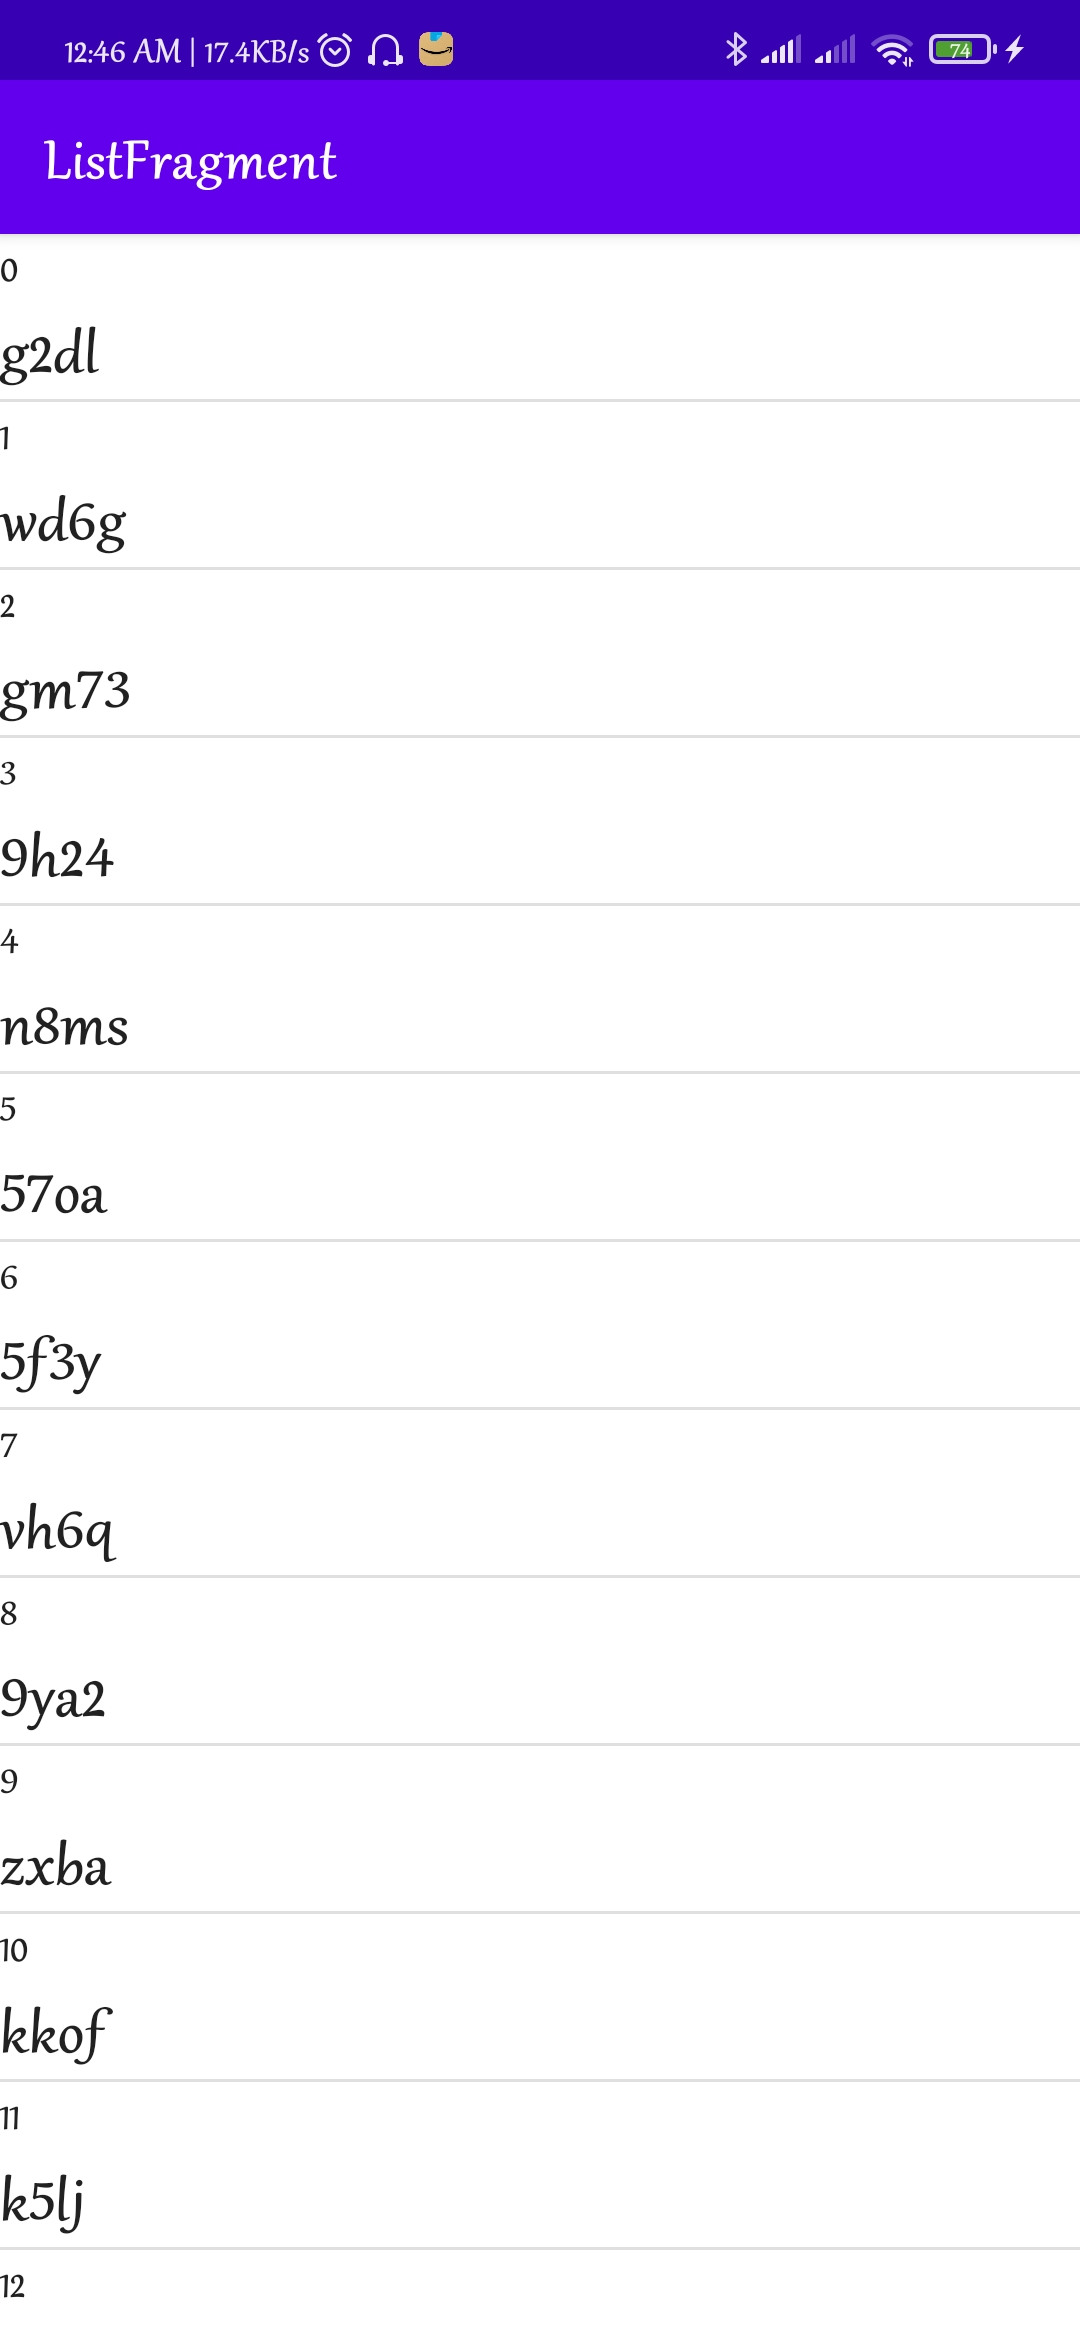 12:46 AM | 17.4KB/s 74
ListFragment
0
g2dl
1
wd6g
2
gm73
3
9h24
4
n8ms
5
57oa
6
5f3y
7
vh6q
8
9ya2
9
zxba
10
kkof
11
k5lj
12